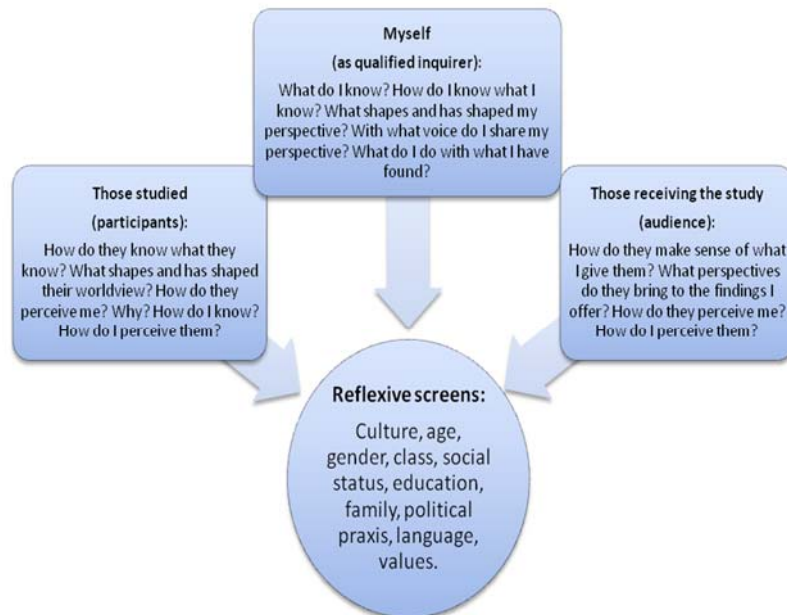 Myself
(as qualified inquirer):
What do I know? How do I know what I
know? What shapes and has shaped my
perspective? With what voice do I share my
perspective? What do I do with what I have
found?
Those studied
(participants):
How do they know what they
know? What shapes and has shaped
their worldview? How do they
perceive me? Why? How do I know?
How do I perceive them?
Those receiving the study
(audience):
How do they make sense of what
I give them? What perspectives
do they bring to the findings I
offer? How do they perceive me?
How do I perceive them?
Reflexive screens:
Culture, age,
gender, class, social
status, education,
family, political
praxis, language,
values.